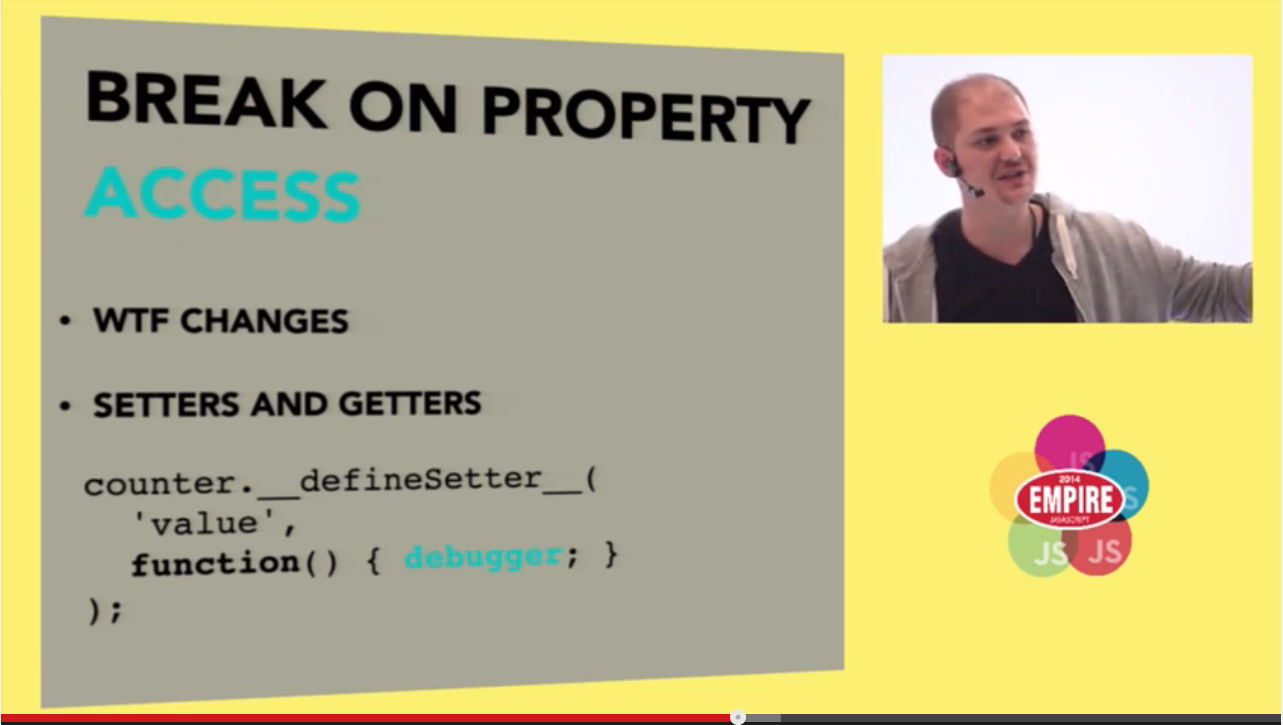 BREAK ON PROPERTY
ACCESS
• WTF CHANGES
• SETTERS AND GETTERS
counter.__defineSetter__(
'value',
function() { debugger; }
);
JS
JS
2014
EMPIRE
JAVASCRIPT
JS JS